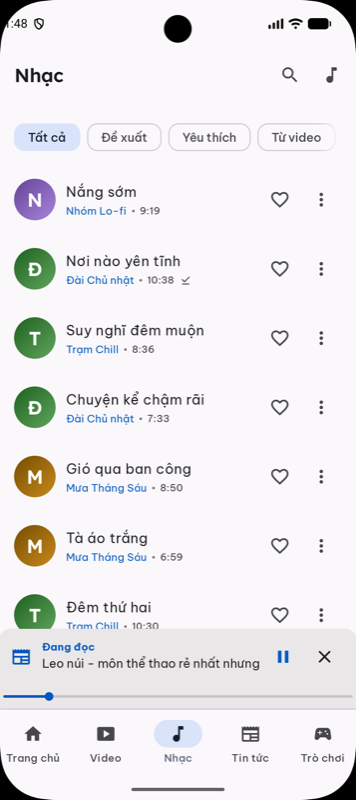 1:48
Nhạc
Tất cả
Đề xuất
Yêu thích
Từ video
N
Nắng sớm
Nhóm Lo-fi • 9:19
Đ
Nơi nào yên tĩnh
Đài Chủ nhật • 10:38
T
Suy nghĩ đêm muộn
Trạm Chill • 8:36
Đ
Chuyện kể chậm rãi
Đài Chủ nhật • 7:33
M
Gió qua ban công
Mưa Tháng Sáu • 8:50
M
Tà áo trắng
Mưa Tháng Sáu • 6:59
T
Đêm thứ hai
Trạm Chill • 10:30
Đang đọc
Leo núi - môn thể thao rẻ nhất nhưng
Trang chủ
Video
Nhạc
Tin tức
Trò chơi